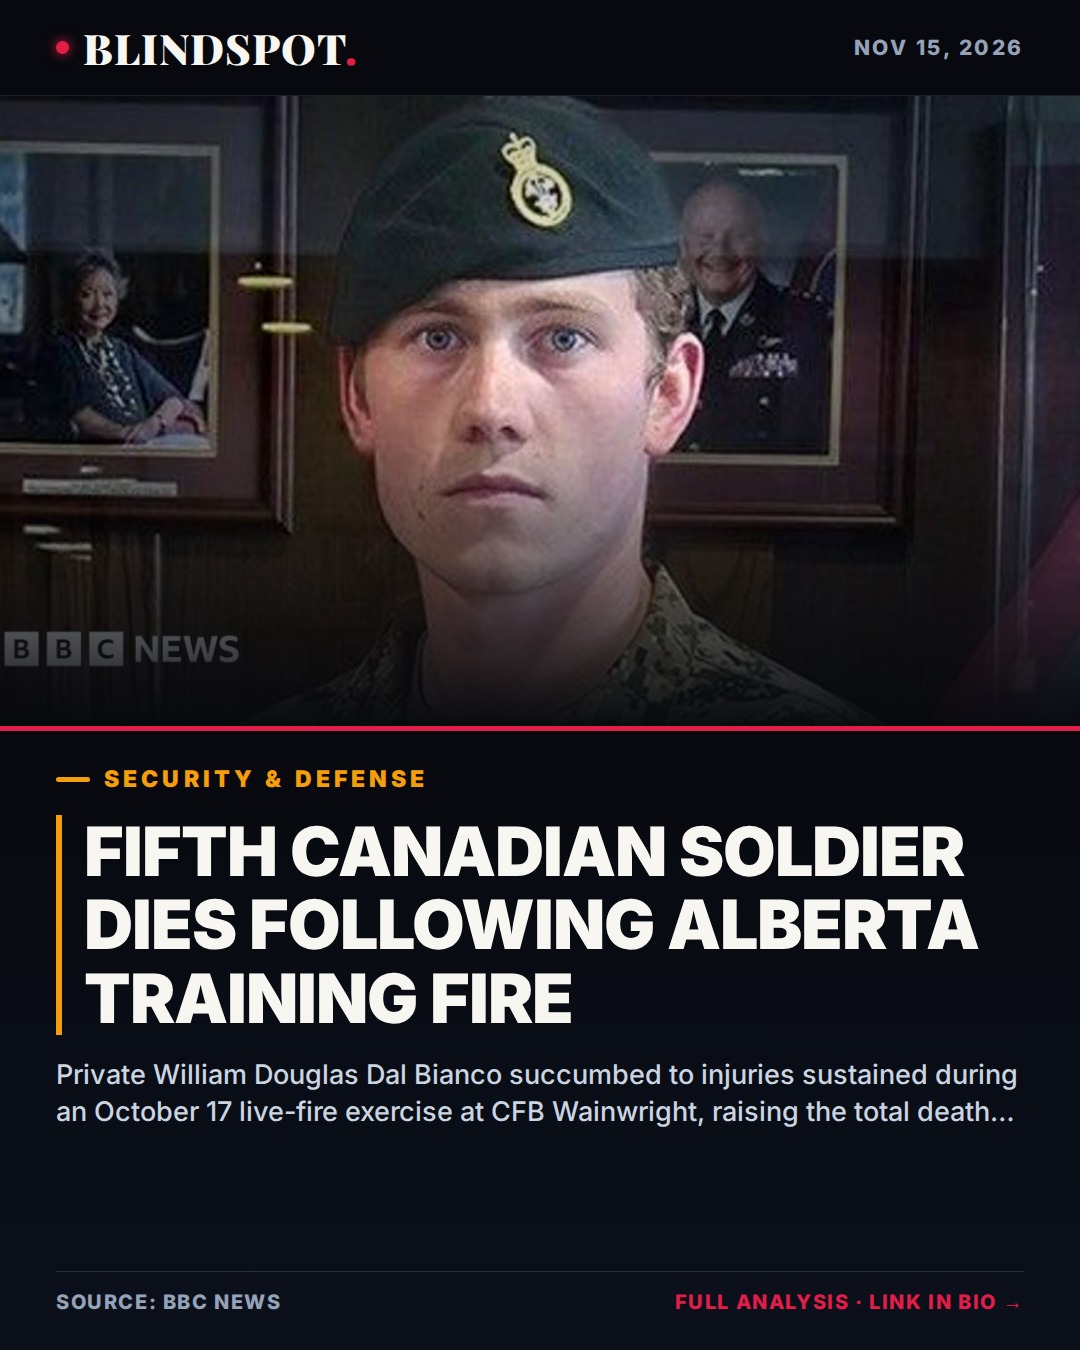 BLINDSPOT.
NOV 15, 2026
BBC NEWS
SECURITY & DEFENSE
FIFTH CANADIAN SOLDIER
DIES FOLLOWING ALBERTA
TRAINING FIRE
Private William Douglas Dal Bianco succumbed to injuries sustained during
an October 17 live-fire exercise at CFB Wainwright, raising the total death...
SOURCE: BBC NEWS
FULL ANALYSIS · LINK IN BIO →